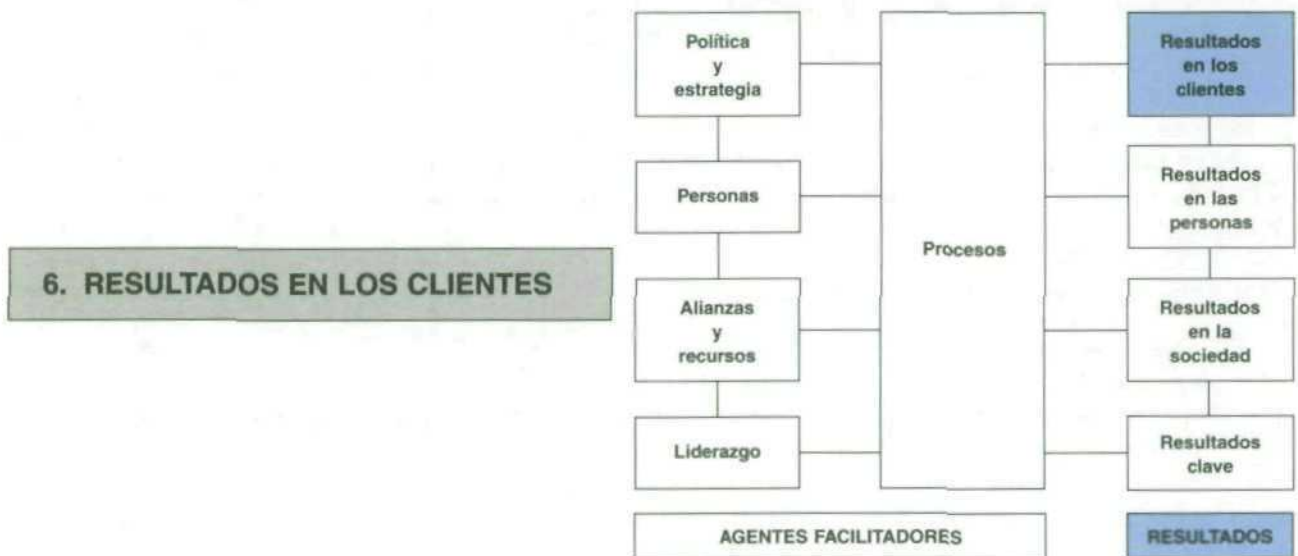 6. RESULTADOS EN LOS CLIENTES
Política
y
estrategia
Personas
Alianzas
y
recursos
Liderazgo
Procesos
Resultados
en los
clientes
Resultados
en las
personas
Resultados
en la
sociedad
Resultados
clave
AGENTES FACILITADORES
RESULTADOS